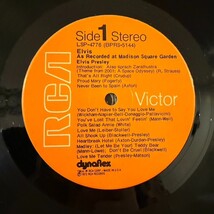 Side 1 Stereo
LSP-4776 (BPRS-5144)
Elvis
As Recorded at Madison Square Garden
Elvis Presley
Introduction: Also Sprach Zarathustra
(Theme from 2001: A Space Odyssey) (R. Strauss)
That's All Right (Crudup)
Proud Mary (Fogerty)
Never Been to Spain (Axton)
RCA Victor
You Don't Have to Say You Love Me
(Wickham-Napier-Bell-Donaggio-Pallavicini)
You've Lost That Lovin' Feelin'
Polk Salad Annie (White)
Love Me (Leiber-Stoller)
All Shook Up (Blackwell-Presley)
Heartbreak Hotel (Axton-Durden-Presley)
Medley: (Let Me Be Your) Teddy Bear
(Mann-Lowe), Don't Be Cruel (Blackwell-Presley)
Love Me Tender (Presley-Matson)
dynaflex